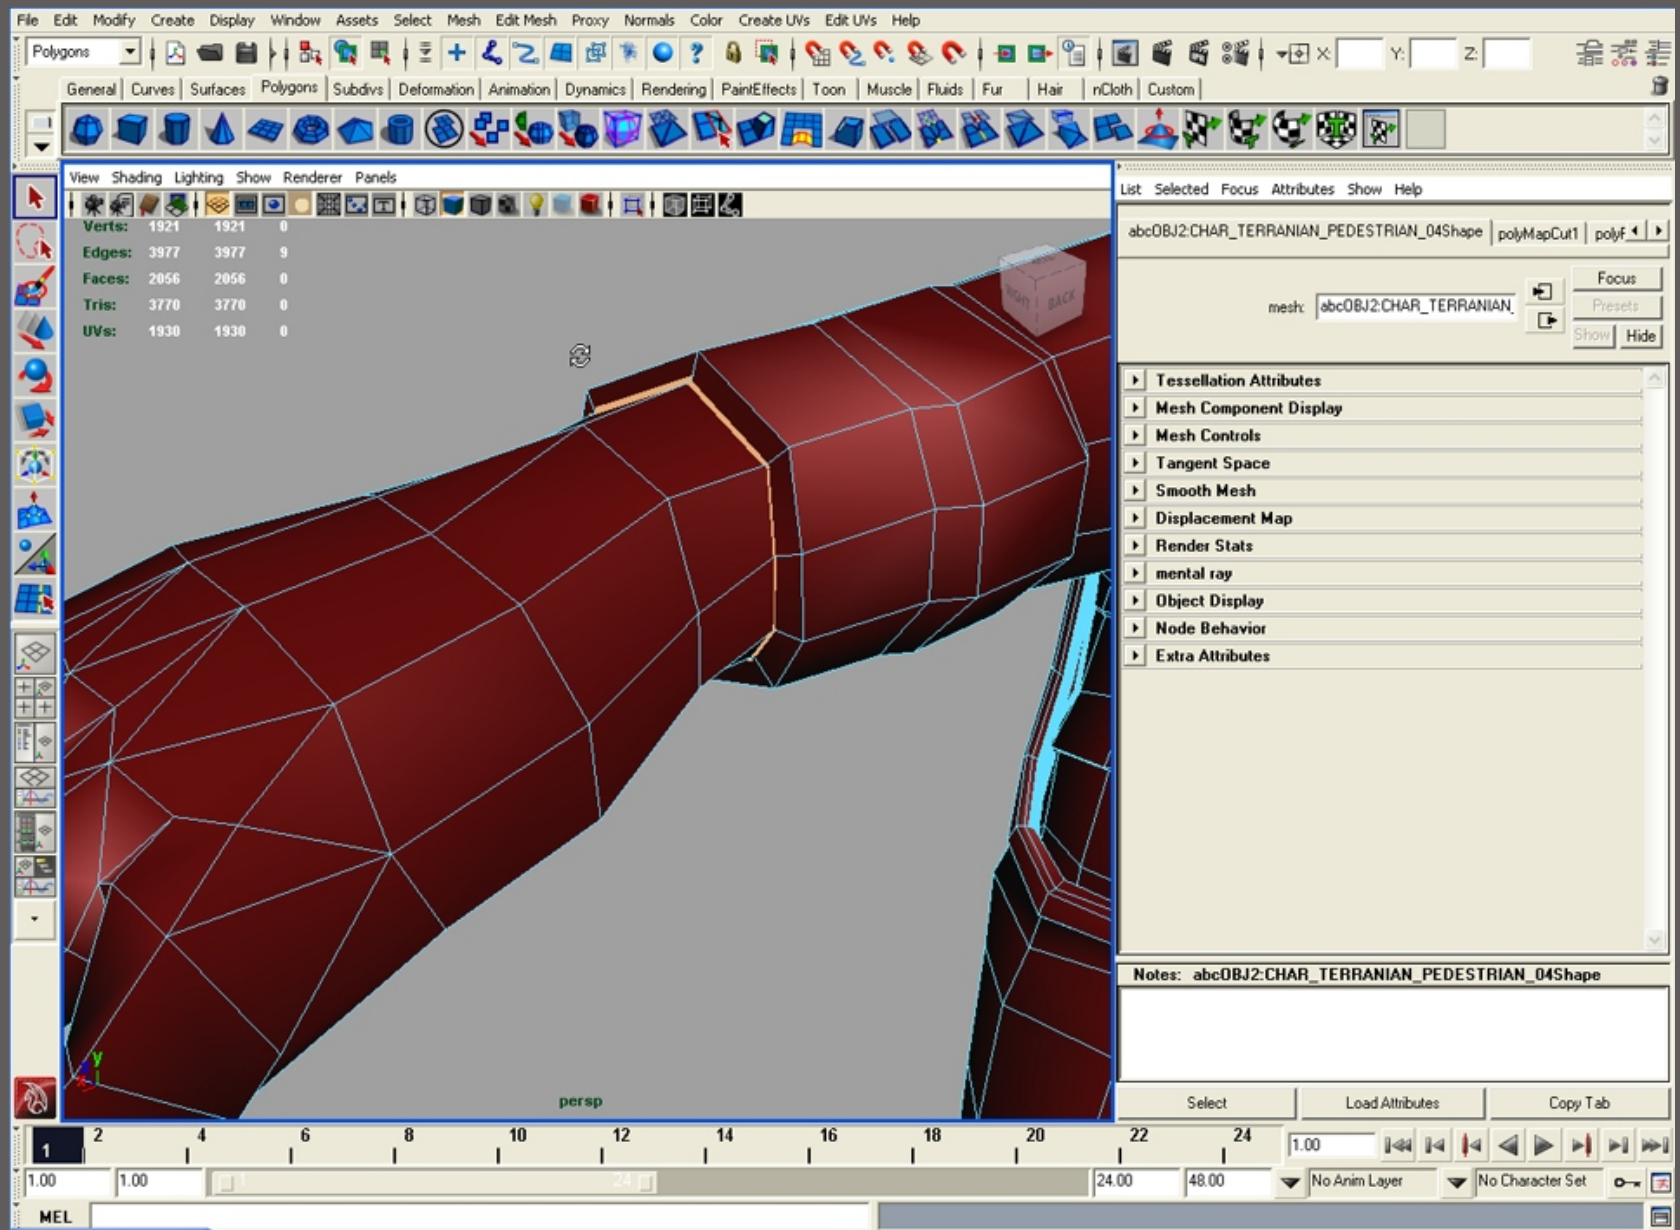 File Edit Modify Create Display Window Assets Select Mesh Edit Mesh Proxy Normals Color Create UVs Edit UVs Help
Polygons X: Y: Z:
General Curves Surfaces Polygons Subdivs Deformation Animation Dynamics Rendering PaintEffects Toon Muscle Fluids Fur Hair nCloth Custom
View Shading Lighting Show Renderer Panels
List Selected Focus Attributes Show Help
Verts: 1921 1921 0
Edges: 3977 3977 9
Faces: 2056 2056 0
Tris: 3770 3770 0
UVs: 1930 1930 0
RIGHT BACK
abcOBJ2:CHAR_TERRANIAN_PEDESTRIAN_04Shape polyMapCut1 polyF
mesh: abcOBJ2:CHAR_TERRANIAN_
Focus
Presets
Show Hide
Tessellation Attributes
Mesh Component Display
Mesh Controls
Tangent Space
Smooth Mesh
Displacement Map
Render Stats
mental ray
Object Display
Node Behavior
Extra Attributes
Notes: abcOBJ2:CHAR_TERRANIAN_PEDESTRIAN_04Shape
y
persp
Select Load Attributes Copy Tab
1 2 4 6 8 10 12 14 16 18 20 22 24 1.00
1.00 1.00 1 24 24.00 48.00 No Anim Layer No Character Set
MEL